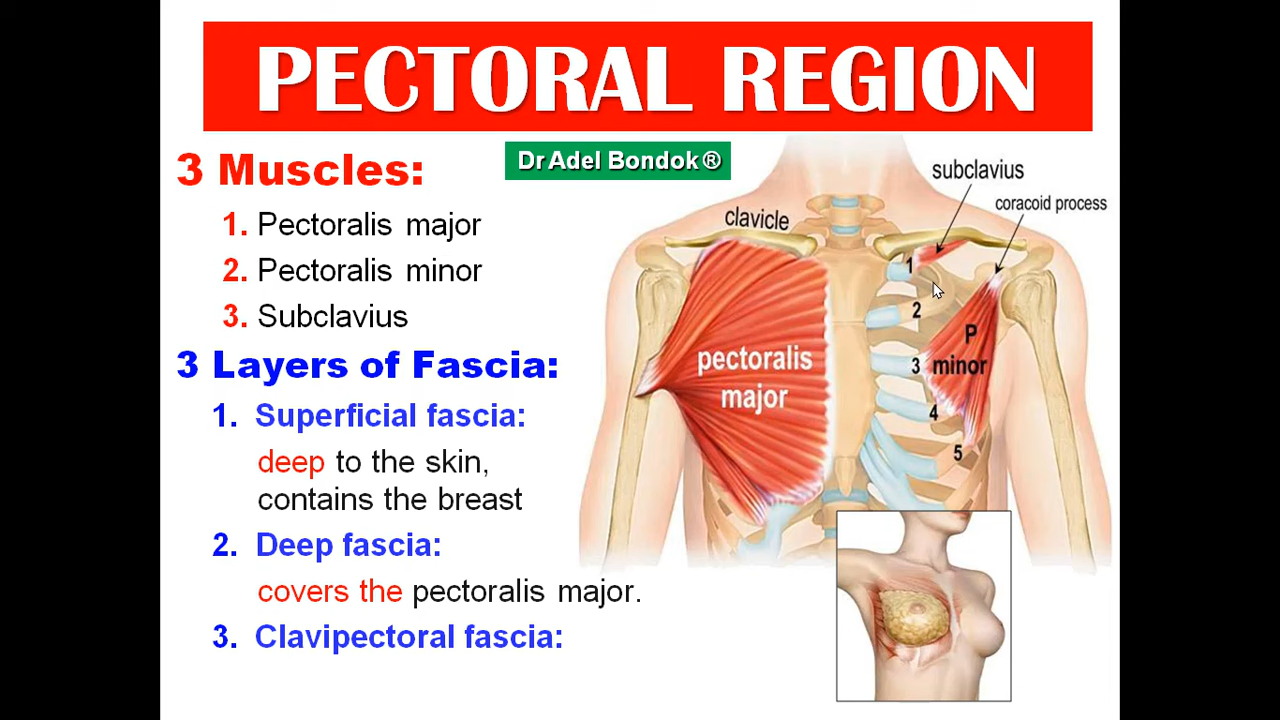 PECTORAL REGION
Dr Adel Bondok ®
3 Muscles:
1. Pectoralis major
2. Pectoralis minor
3. Subclavius
3 Layers of Fascia:
1. Superficial fascia:
deep to the skin,
contains the breast
2. Deep fascia:
covers the pectoralis major.
3. Clavipectoral fascia:
subclavius
coracoid process
clavicle
1
2
P
pectoralis
3 minor
major
4
5